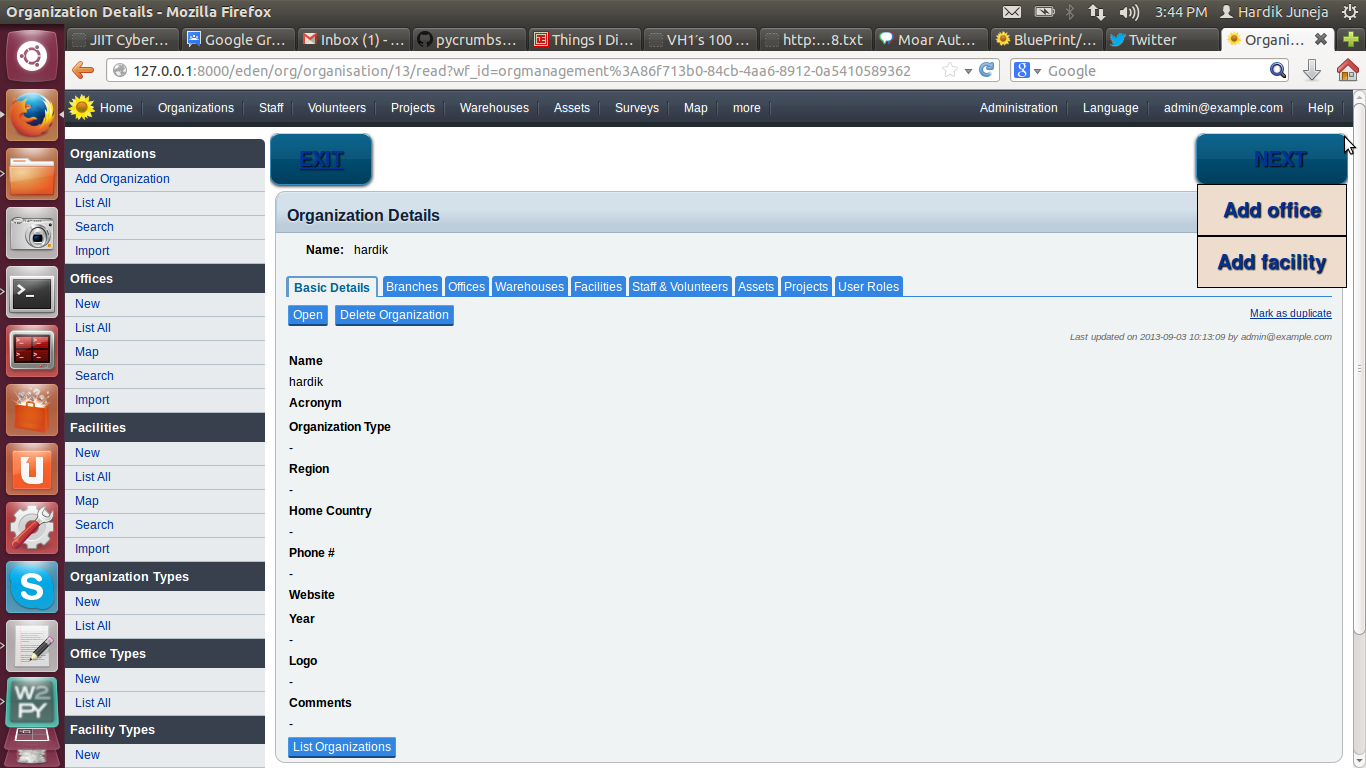 Organization Details - Mozilla Firefox
3:44 PM Hardik Juneja
JIIT Cyber... Google Gr... Inbox (1) - ... pycrumbs... Things I Di... VH1's 100 ... http:...8.txt Moar Aut... BluePrint/... Twitter Organi...
127.0.0.1:8000/eden/org/organisation/13/read?wf_id=orgmanagement%3A86f713b0-84cb-4aa6-8912-0a5410589362
Google
Home Organizations Staff Volunteers Projects Warehouses Assets Surveys Map more Administration Language admin@example.com Help
Organizations
Add Organization
List All
Search
Import
Offices
New
List All
Map
Search
Import
Facilities
New
List All
Map
Search
Import
Organization Types
New
List All
Office Types
New
List All
Facility Types
New
EXIT
NEXT
Add office
Add facility
Organization Details
Name: hardik
Basic Details Branches Offices Warehouses Facilities Staff & Volunteers Assets Projects User Roles
Open Delete Organization
Mark as duplicate
Last updated on 2013-09-03 10:13:09 by admin@example.com
Name
hardik
Acronym
Organization Type
-
Region
-
Home Country
-
Phone #
-
Website
Year
-
Logo
-
Comments
-
List Organizations
W2
PY